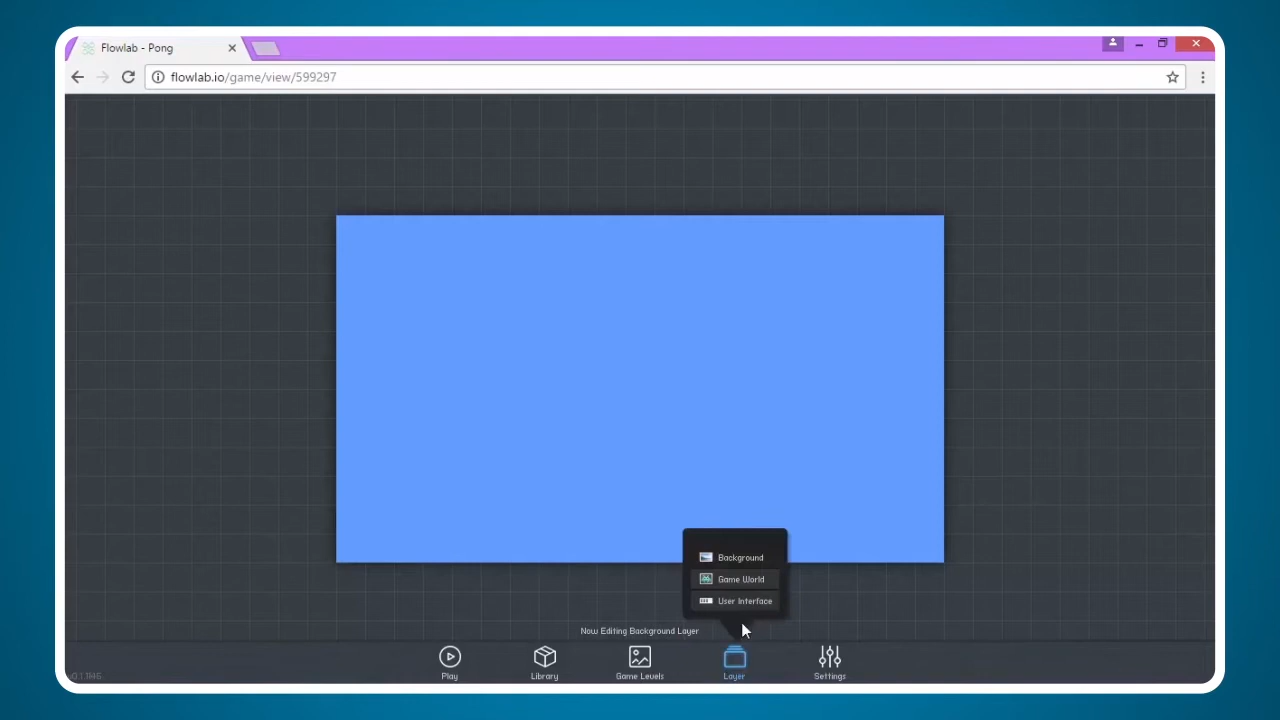 Flowlab - Pong
flowlab.io/game/view/599297
Background
Game World
User Interface
Now Editing Background Layer
Play
Library
Game Levels
Layer
Settings